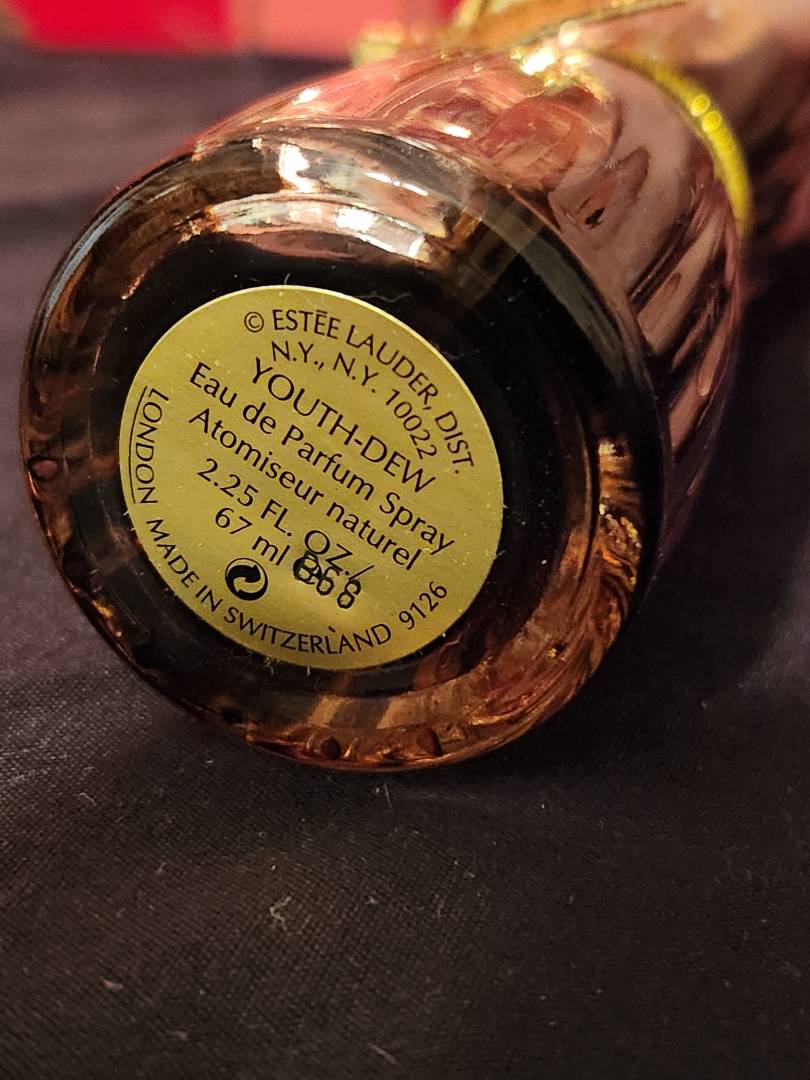 © ESTĒE LAUDER, DIST.
N.Y., N.Y. 10022
YOUTH-DEW
Eau de Parfum Spray
Atomiseur naturel
2.25 FL. OZ./
67 ml
LONDON MADE IN SWITZERLAND 9126